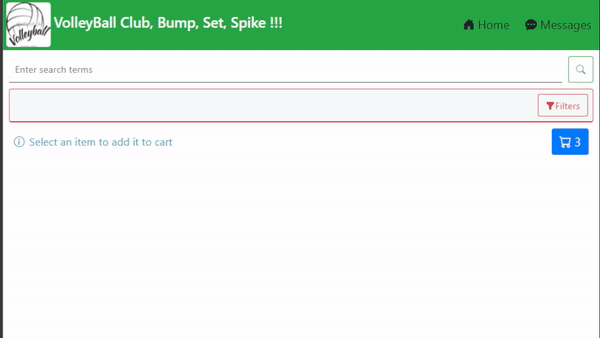 Volleyball
VolleyBall Club, Bump, Set, Spike !!!
Home
Messages
Enter search terms
Filters
Select an item to add it to cart
3